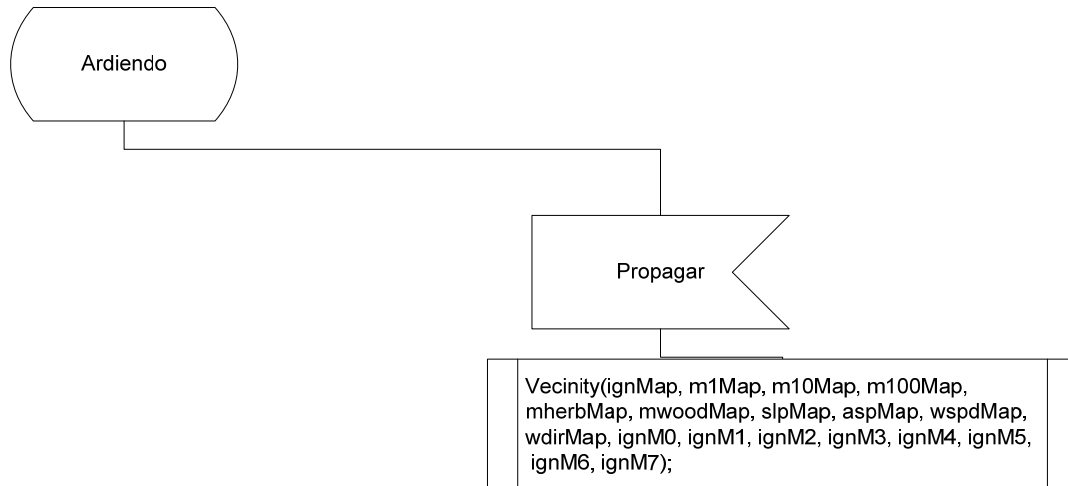 Ardiendo
Propagar
Vecinity(ignMap, m1Map, m10Map, m100Map,
mherbMap, mwoodMap, slpMap, aspMap, wspdMap,
wdirMap, ignM0, ignM1, ignM2, ignM3, ignM4, ignM5,
ignM6, ignM7);